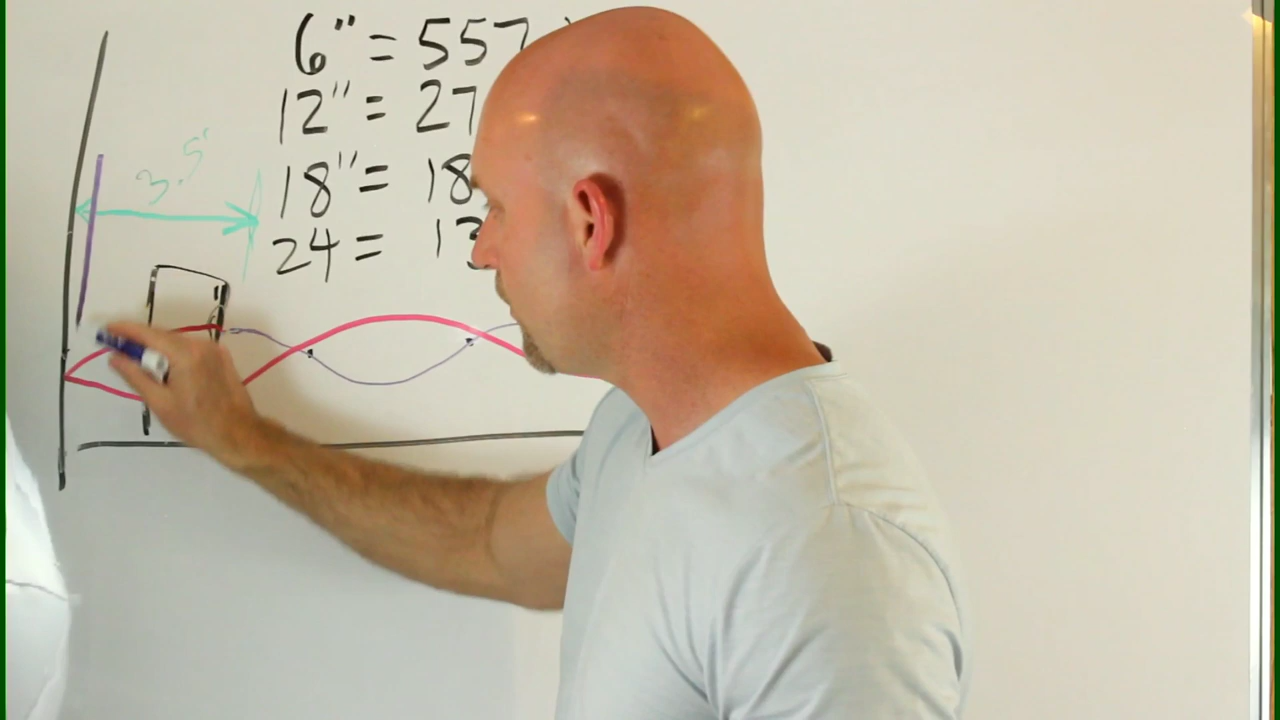 6" = 557
12" = 27
3.5'
18" = 18
24 = 13